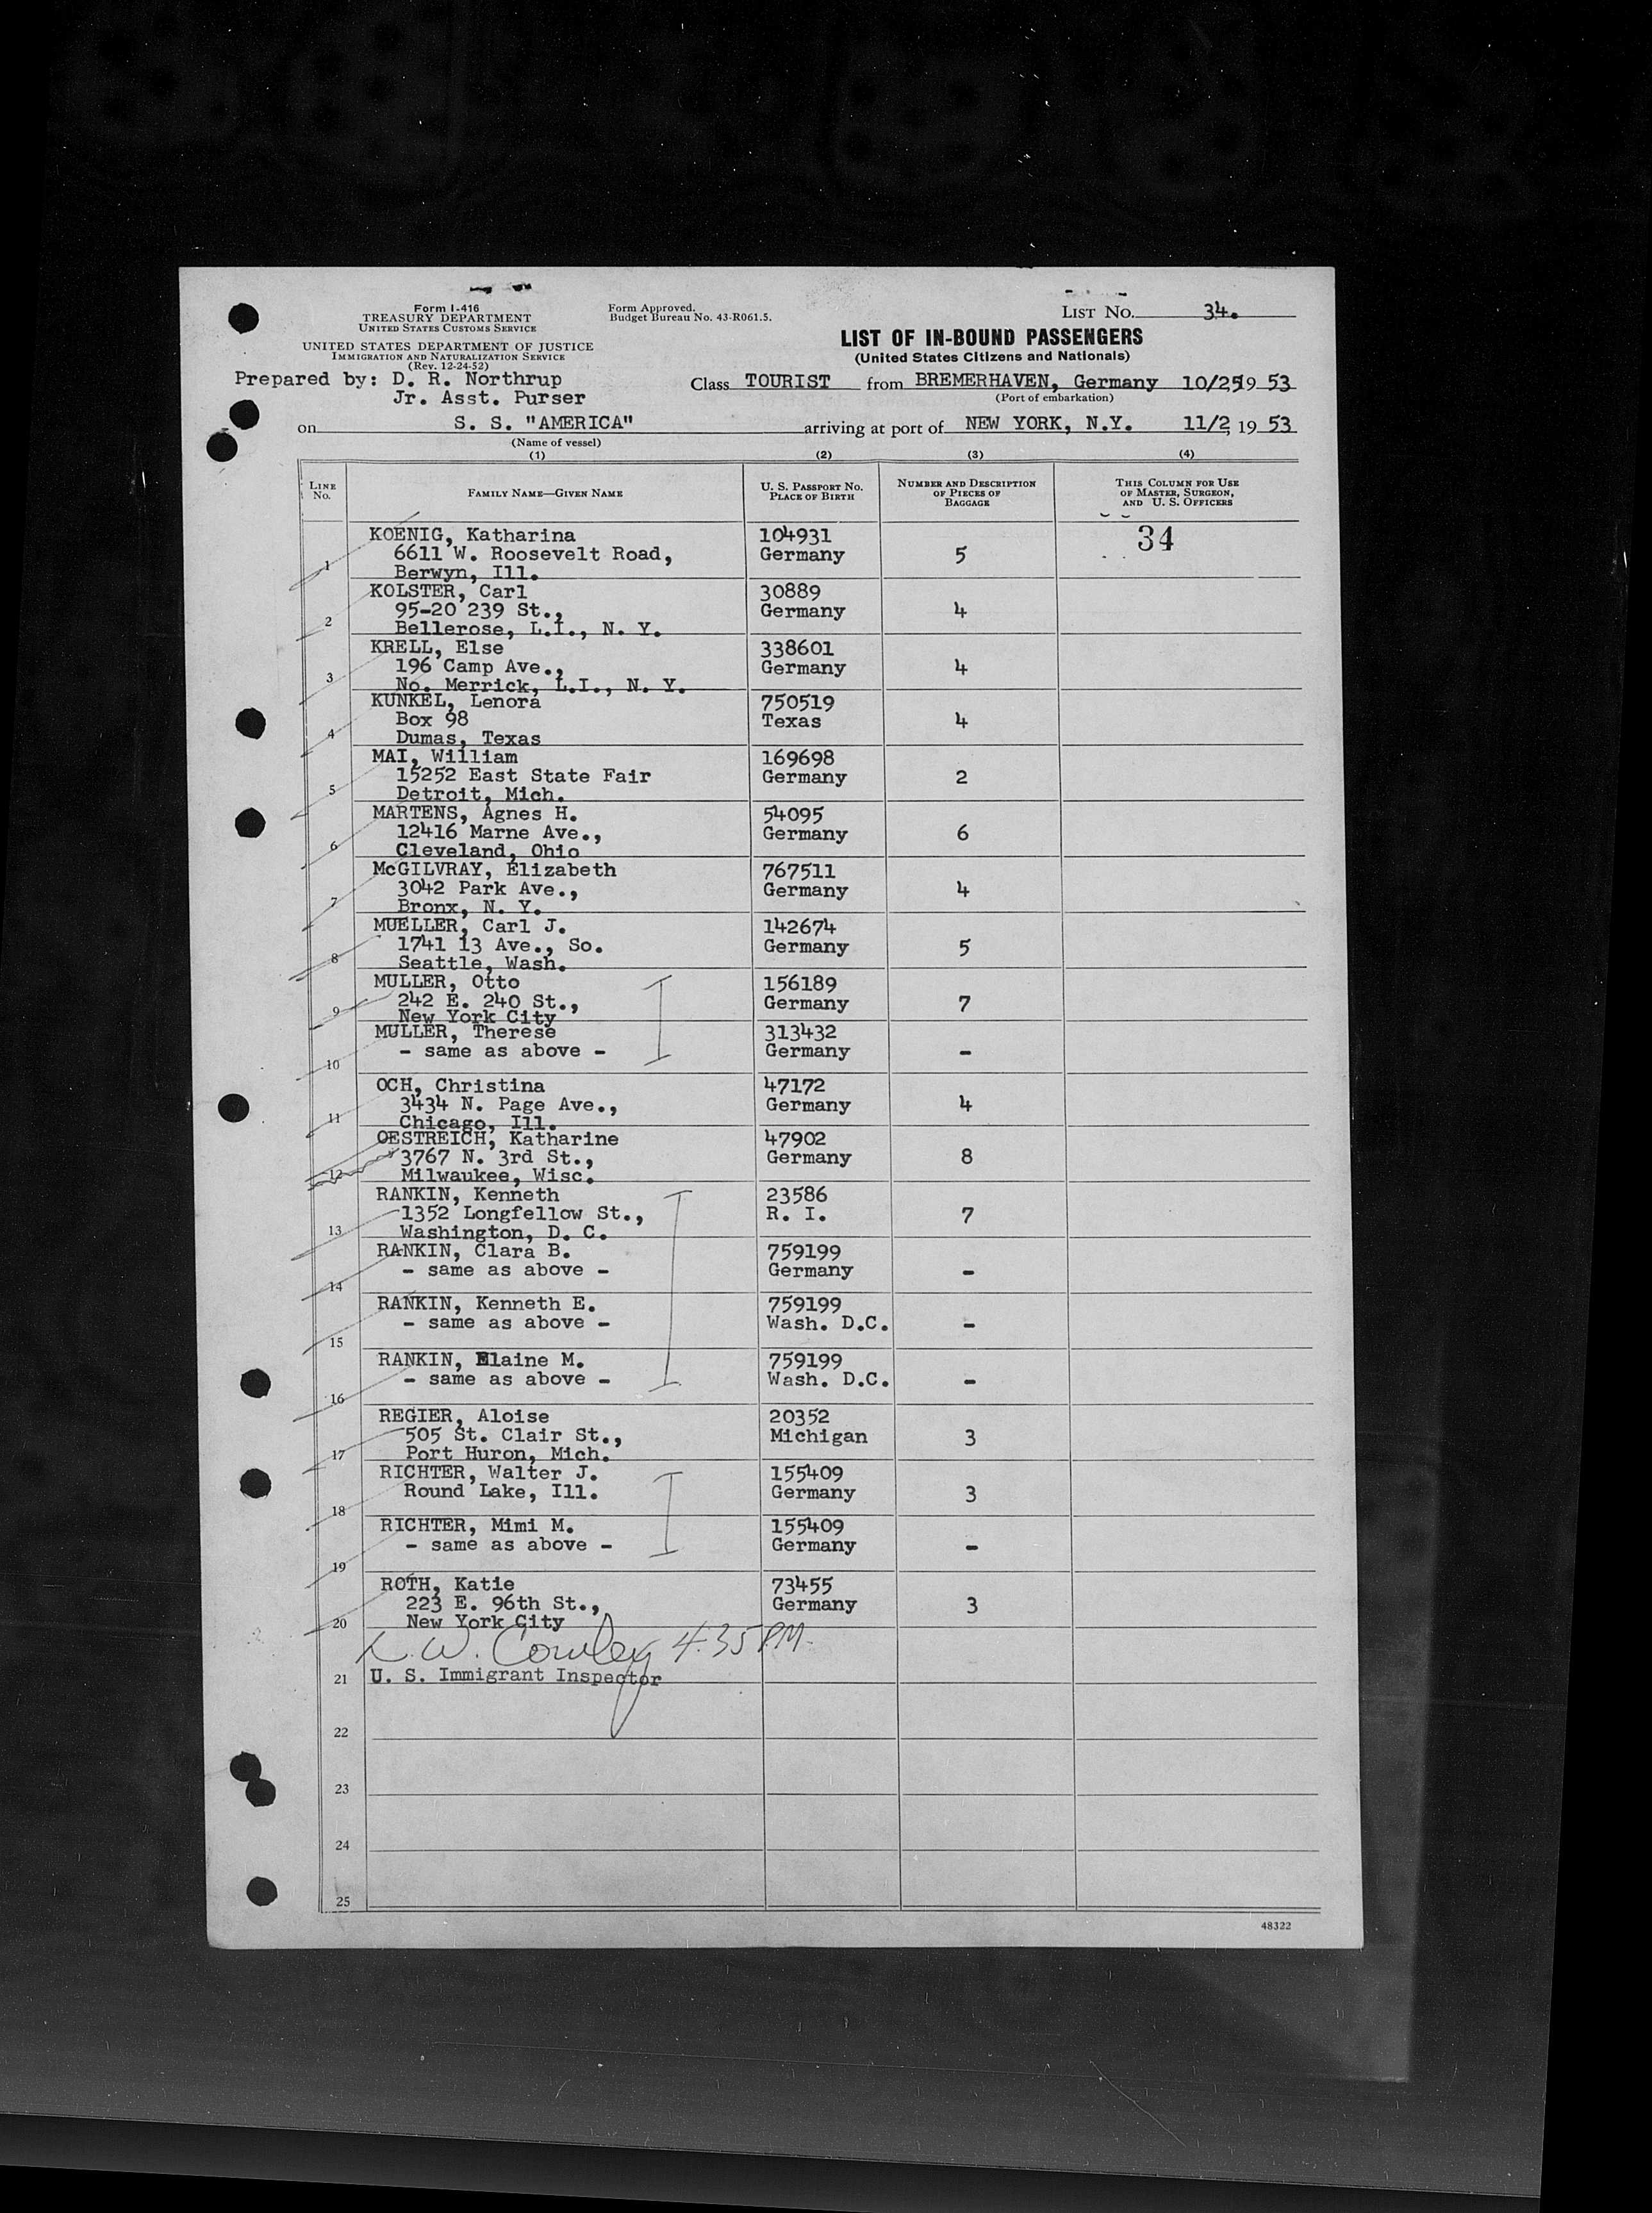 Form I-416
TREASURY DEPARTMENT
UNITED STATES CUSTOMS SERVICE
UNITED STATES DEPARTMENT OF JUSTICE
IMMIGRATION AND NATURALIZATION SERVICE
(Rev. 12-24-52)
Form Approved.
Budget Bureau No. 43-R061.5.
LIST No. 34.
LIST OF IN-BOUND PASSENGERS
(United States Citizens and Nationals)
Prepared by: D. R. Northrup
Jr. Asst. Purser
Class TOURIST from BREMERHAVEN, Germany 10/25 19 53
(Port of embarkation)
on S. S. "AMERICA" arriving at port of NEW YORK, N.Y. 11/2, 19 53
(Name of vessel)
(1) (2) (3) (4)
LINE No. FAMILY NAME—GIVEN NAME U. S. PASSPORT No. PLACE OF BIRTH NUMBER AND DESCRIPTION OF PIECES OF BAGGAGE THIS COLUMN FOR USE OF MASTER, SURGEON, AND U. S. OFFICERS
34
KOENIG, Katharina 104931
6611 W. Roosevelt Road, Germany 5
1 Berwyn, Ill.
KOLSTER, Carl 30889
95-20 239 St., Germany 4
2 Bellerose, L.I., N. Y.
KRELL, Else 338601
196 Camp Ave., Germany 4
3 No. Merrick, L.I., N. Y.
KUNKEL, Lenora 750519
Box 98 Texas 4
4 Dumas, Texas
MAI, William 169698
15252 East State Fair Germany 2
5 Detroit, Mich.
MARTENS, Agnes H. 54095
12416 Marne Ave., Germany 6
6 Cleveland, Ohio
McGILVRAY, Elizabeth 767511
3042 Park Ave., Germany 4
7 Bronx, N. Y.
MUELLER, Carl J. 142674
1741 13 Ave., So. Germany 5
8 Seattle, Wash.
MULLER, Otto 156189
242 E. 240 St., Germany 7
9 New York City
MULLER, Therese 313432
- same as above - Germany -
10
OCH, Christina 47172
3434 N. Page Ave., Germany 4
11 Chicago, Ill.
OESTREICH, Katharine 47902
3767 N. 3rd St., Germany 8
12 Milwaukee, Wisc.
RANKIN, Kenneth 23586
1352 Longfellow St., R. I. 7
13 Washington, D. C.
RANKIN, Clara B. 759199
- same as above - Germany -
14
RANKIN, Kenneth E. 759199
- same as above - Wash. D.C. -
15
RANKIN, Elaine M. 759199
- same as above - Wash. D.C. -
16
REGIER, Aloise 20352
505 St. Clair St., Michigan 3
17 Port Huron, Mich.
RICHTER, Walter J. 155409
Round Lake, Ill. Germany 3
18
RICHTER, Mimi M. 155409
- same as above - Germany -
19
ROTH, Katie 73455
223 E. 96th St., Germany 3
20 New York City
K. W. Cowley 4:35 PM.
21 U. S. Immigrant Inspector
22
23
24
25
48322